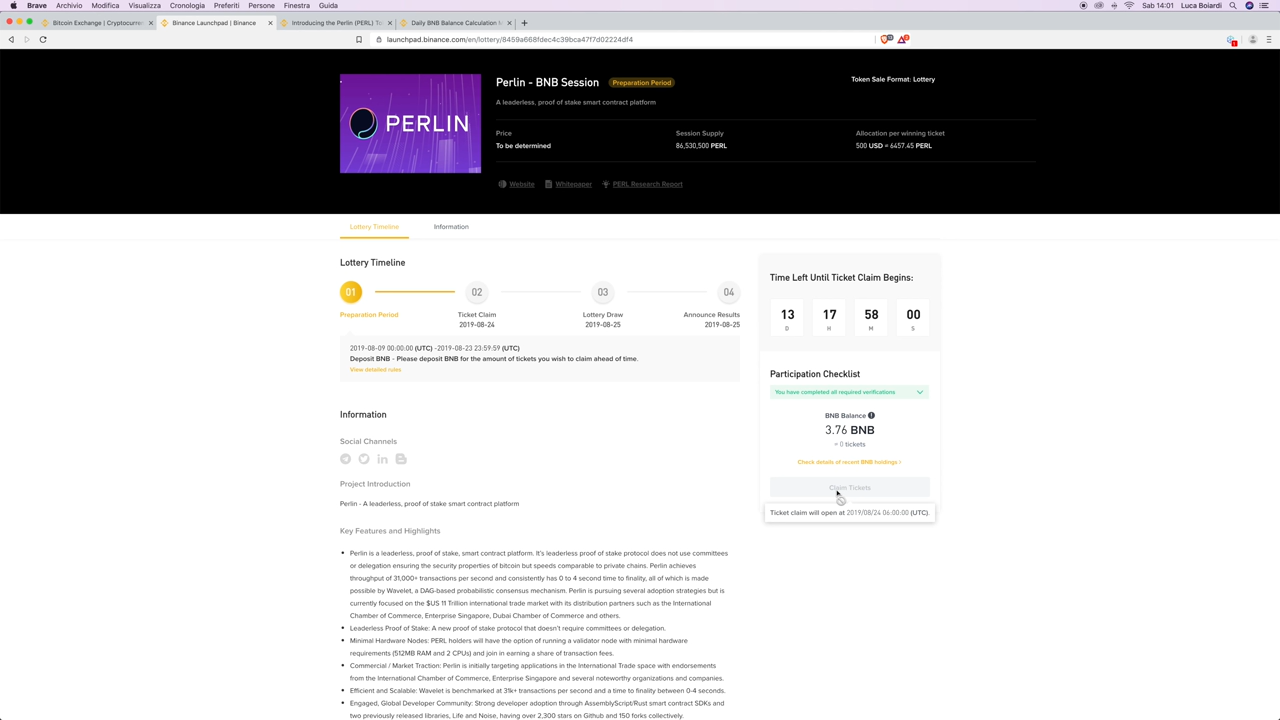 Brave Archivio Modifica Visualizza Cronologia Preferiti Persone Finestra Guida
Sab 14:01 Luca Boiardi
Bitcoin Exchange | Cryptocurren
Binance Launchpad | Binance
Introducing the Perlin (PERL) To
Daily BNB Balance Calculation
launchpad.binance.com/en/lottery/8459a668fdec4c39bca47f7d02224df4
PERLIN
Perlin - BNB Session
Preparation Period
Token Sale Format: Lottery
A leaderless, proof of stake smart contract platform
Price
Session Supply
Allocation per winning ticket
To be determined
86,530,500 PERL
500 USD = 6457.45 PERL
Website
Whitepaper
PERL Research Report
Lottery Timeline
Information
Lottery Timeline
01
02
03
04
Preparation Period
Ticket Claim
Lottery Draw
Announce Results
2019-08-24
2019-08-25
2019-08-25
2019-08-09 00:00:00 (UTC) -2019-08-23 23:59:59 (UTC)
Deposit BNB - Please deposit BNB for the amount of tickets you wish to claim ahead of time.
View detailed rules
Time Left Until Ticket Claim Begins:
13 17 58 00
D H M S
Participation Checklist
You have completed all required verifications
BNB Balance
3.76 BNB
= 0 tickets
Check details of recent BNB holdings
Claim Tickets
Ticket claim will open at 2019/08/24 06:00:00 (UTC).
Information
Social Channels
Project Introduction
Perlin - A leaderless, proof of stake smart contract platform
Key Features and Highlights
Perlin is a leaderless, proof of stake, smart contract platform. It's leaderless proof of stake protocol does not use committees
or delegation ensuring the security properties of bitcoin but speeds comparable to private chains. Perlin achieves
throughput of 31,000+ transactions per second and consistently has 0 to 4 second time to finality, all of which is made
possible by Wavelet, a DAG-based probabilistic consensus mechanism. Perlin is pursuing several adoption strategies but is
currently focused on the $US 11 Trillion international trade market with its distribution partners such as the International
Chamber of Commerce, Enterprise Singapore, Dubai Chamber of Commerce and others.
Leaderless Proof of Stake: A new proof of stake protocol that doesn't require committees or delegation.
Minimal Hardware Nodes: PERL holders will have the option of running a validator node with minimal hardware
requirements (512MB RAM and 2 CPUs) and join in earning a share of transaction fees.
Commercial / Market Traction: Perlin is initially targeting applications in the International Trade space with endorsements
from the International Chamber of Commerce, Enterprise Singapore and several noteworthy organizations and companies.
Efficient and Scalable: Wavelet is benchmarked at 31k+ transactions per second and a time to finality between 0-4 seconds.
Engaged, Global Developer Community: Strong developer adoption through AssemblyScript/Rust smart contract SDKs and
two previously released libraries, Life and Noise, having over 2,300 stars on Github and 150 forks collectively.